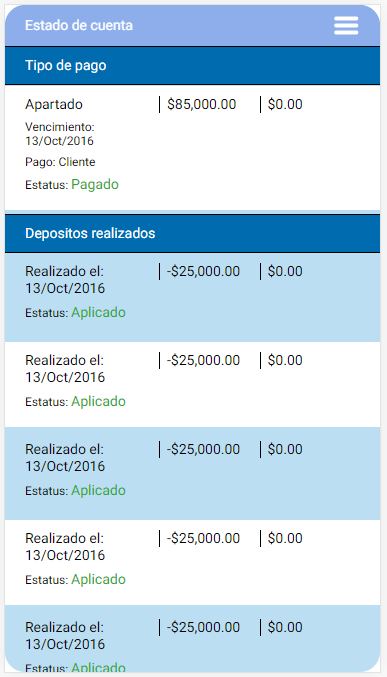 Estado de cuenta
Tipo de pago
Apartado $85,000.00 $0.00
Vencimiento:
13/Oct/2016
Pago: Cliente
Estatus: Pagado
Depositos realizados
Realizado el: -$25,000.00 $0.00
13/Oct/2016
Estatus: Aplicado
Realizado el: -$25,000.00 $0.00
13/Oct/2016
Estatus: Aplicado
Realizado el: -$25,000.00 $0.00
13/Oct/2016
Estatus: Aplicado
Realizado el: -$25,000.00 $0.00
13/Oct/2016
Estatus: Aplicado
Realizado el: -$25,000.00 $0.00
13/Oct/2016
Estatus: Aplicado